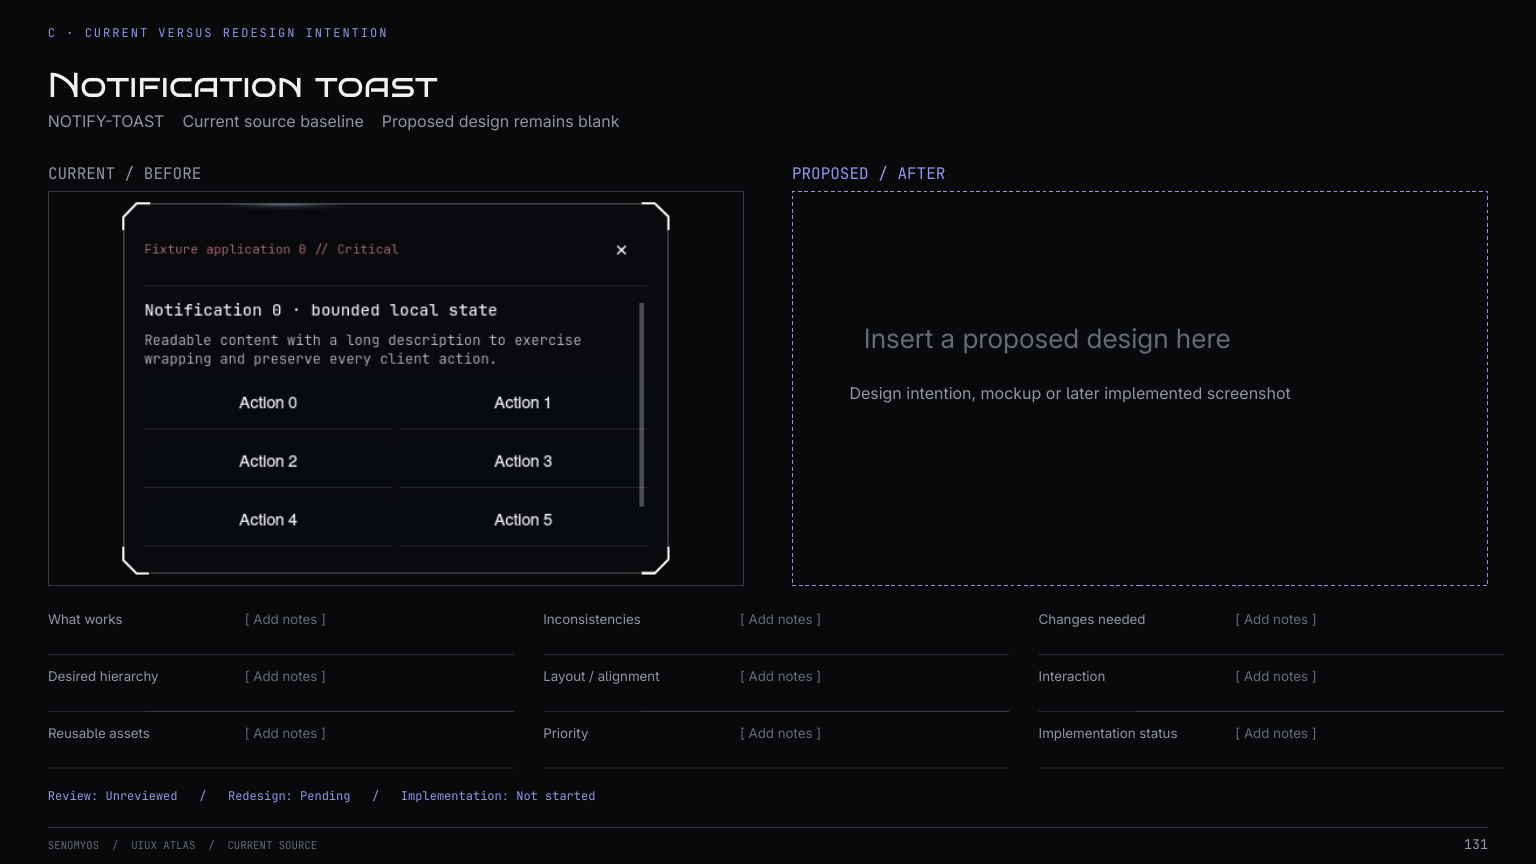 C · CURRENT VERSUS REDESIGN INTENTION
NOTIFICATION TOAST
NOTIFY-TOAST Current source baseline Proposed design remains blank
CURRENT / BEFORE
Fixture application 0 // Critical
×
Notification 0 · bounded local state
Readable content with a long description to exercise
wrapping and preserve every client action.
Action 0 Action 1
Action 2 Action 3
Action 4 Action 5
PROPOSED / AFTER
Insert a proposed design here
Design intention, mockup or later implemented screenshot
What works [ Add notes ] Inconsistencies [ Add notes ] Changes needed [ Add notes ]
Desired hierarchy [ Add notes ] Layout / alignment [ Add notes ] Interaction [ Add notes ]
Reusable assets [ Add notes ] Priority [ Add notes ] Implementation status [ Add notes ]
Review: Unreviewed / Redesign: Pending / Implementation: Not started
SENOMYOS / UIUX ATLAS / CURRENT SOURCE 131